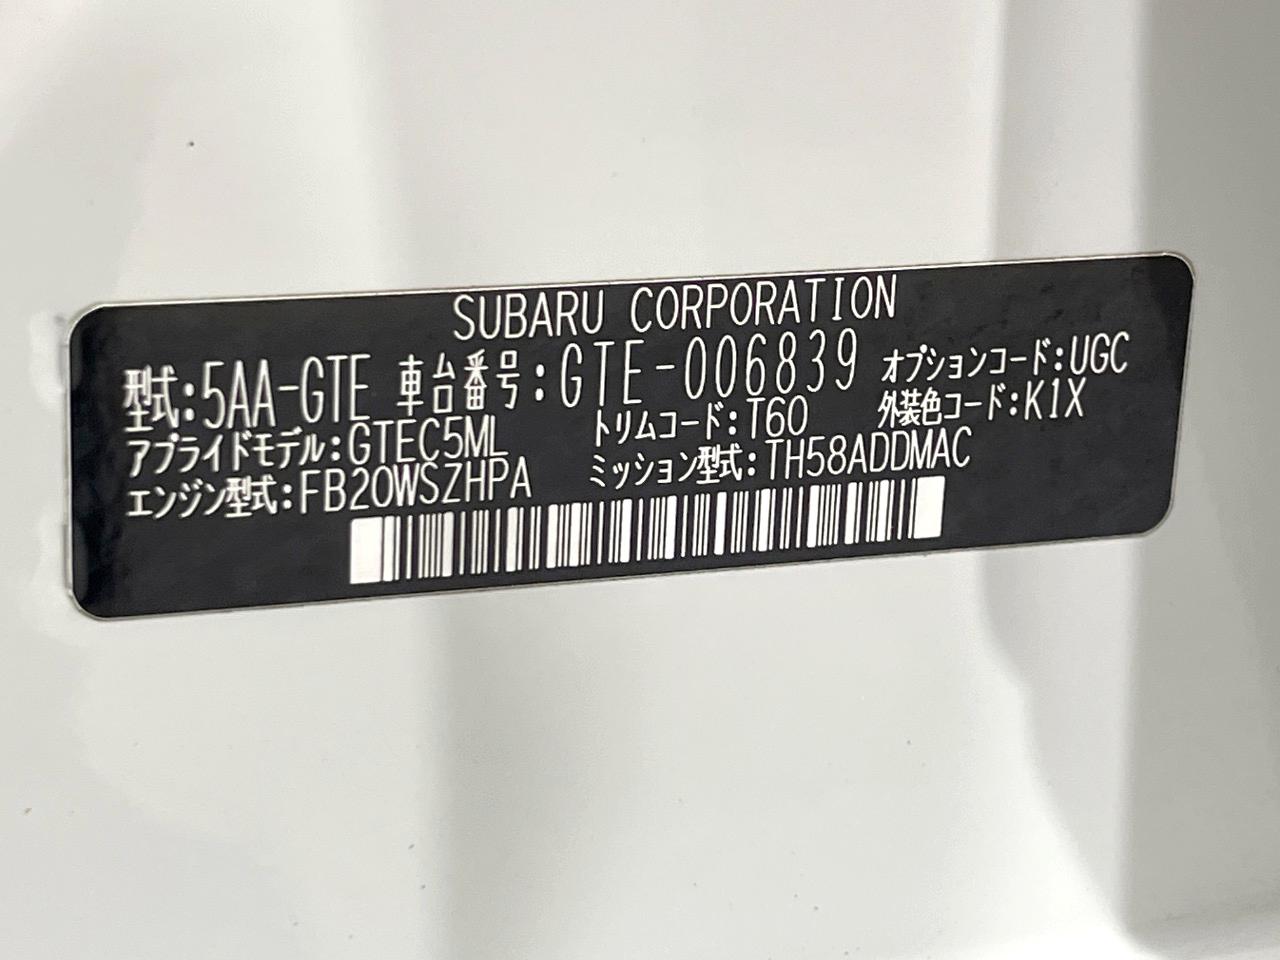 SUBARU CORPORATION
型式:5AA-GTE 車台番号:GTE-006839 オプションコード:UGC
アプライドモデル:GTEC5ML トリムコード:T60 外装色コード:K1X
エンジン型式:FB20WSZHPA ミッション型式:TH58ADDMAC